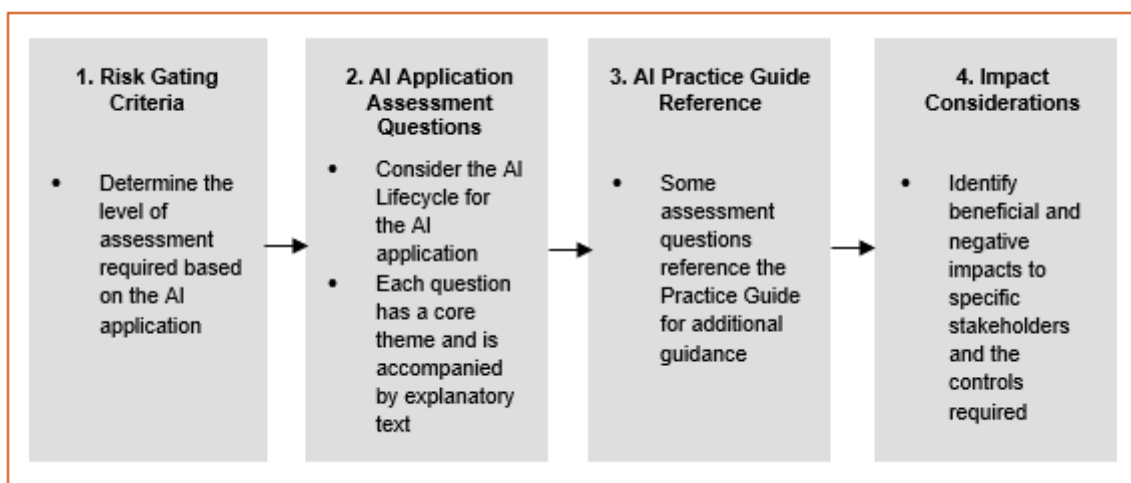 1. Risk Gating
Criteria
• Determine the
level of
assessment
required based
on the AI
application
2. AI Application
Assessment
Questions
• Consider the AI
Lifecycle for
the AI
application
• Each question
has a core
theme and is
accompanied
by explanatory
text
3. AI Practice Guide
Reference
• Some
assessment
questions
reference the
Practice Guide
for additional
guidance
4. Impact
Considerations
• Identify
beneficial and
negative
impacts to
specific
stakeholders
and the
controls
required